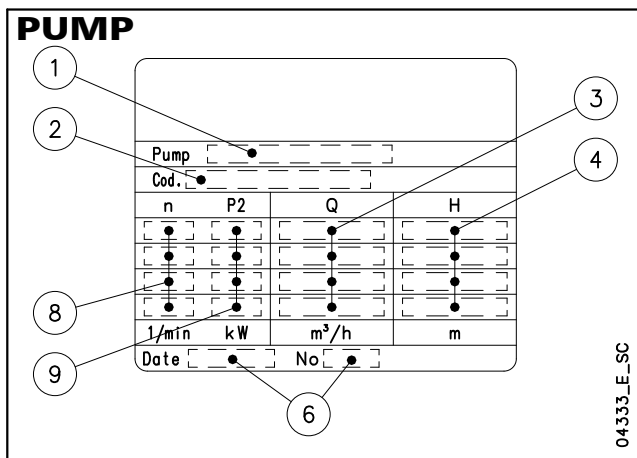 PUMP
1
2
3
4
Pump
Cod.
n P2 Q H
8
1/min kW m³/h m
Date No
9
6
04333_E_SC